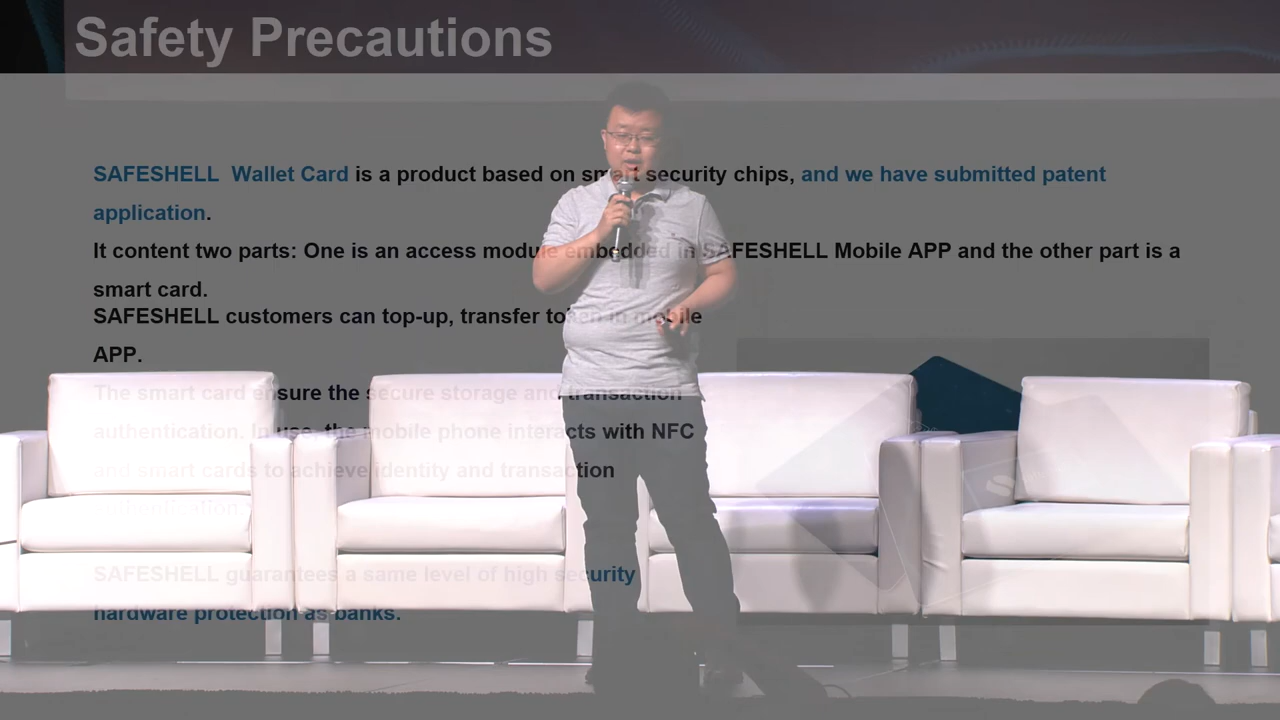 Safety Precautions
SAFESHELL Wallet Card is a product based on smart security chips, and we have submitted patent
application.
It content two parts: One is an access module embedded in SAFESHELL Mobile APP and the other part is a
smart card.
SAFESHELL customers can top-up, transfer token in mobile
APP.
The smart card ensure the secure storage and transaction
authentication. In use, the mobile phone interacts with NFC
and smart cards to achieve identity and transaction
authentication.
SAFESHELL guarantees a same level of high security
hardware protection as banks.